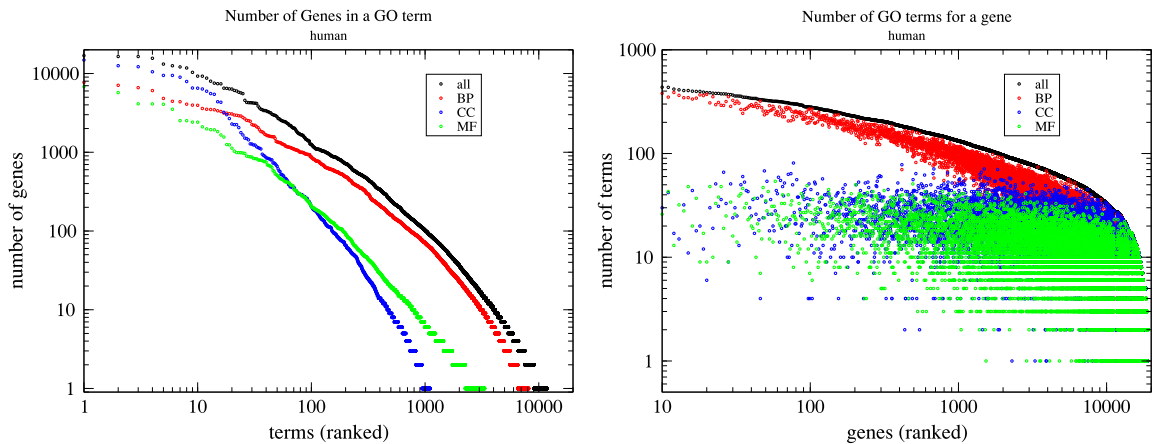 Number of Genes in a GO term
human
number of genes
10000
1000
100
10
1
all
BP
CC
MF
1
10
100
1000
10000
terms (ranked)
Number of GO terms for a gene
human
number of terms
1000
100
10
1
all
BP
CC
MF
10
100
1000
10000
genes (ranked)